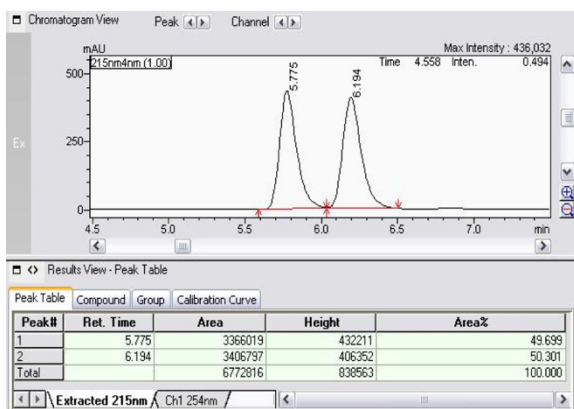 Chromatogram View Peak Channel
mAU Max Intensity : 436,032
215nm4nm (1.00) Time 4.558 Inten. 0.494
500
5.775
6.194
250
Ex
0
4.5 5.0 5.5 6.0 6.5 7.0 min
Results View - Peak Table
Peak Table Compound Group Calibration Curve
Peak# Ret. Time Area Height Area%
1 5.775 3366019 432211 49.699
2 6.194 3406797 406352 50.301
Total 6772816 838563 100.000
Extracted 215nm Ch1 254nm